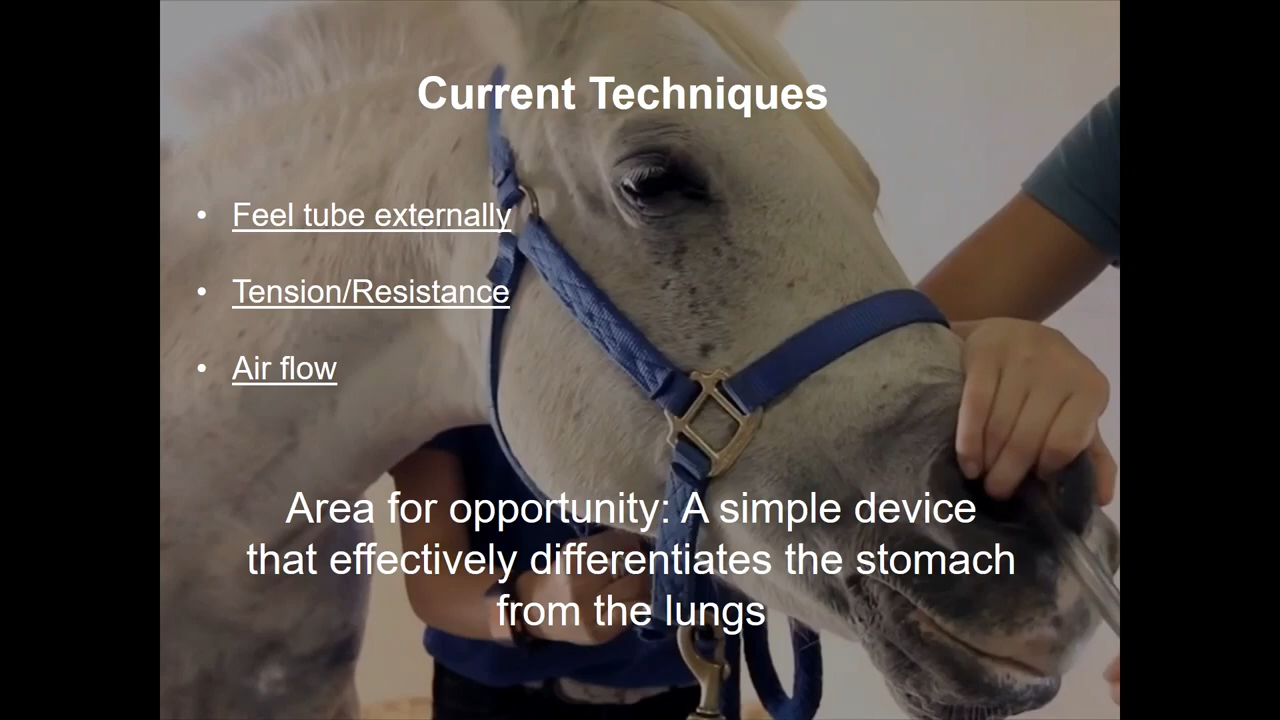 Current Techniques
• Feel tube externally
• Tension/Resistance
• Air flow
Area for opportunity: A simple device
that effectively differentiates the stomach
from the lungs